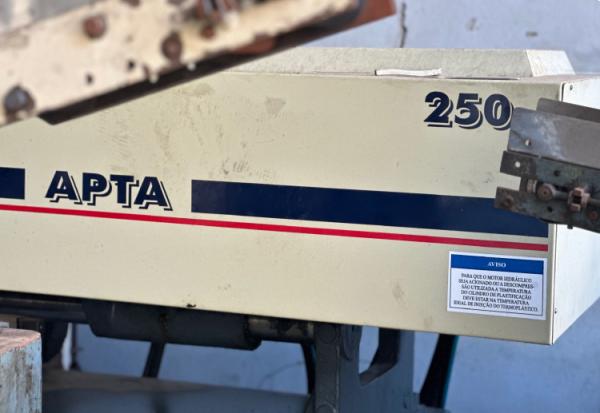 250
APTA
AVISO
PARA QUE O MOTOR HIDRÁULICO
SEJA ACIONADO OU A DESCOMPRES-
SÃO UTILIZADA A TEMPERATURA
DO CILINDRO DE PLASTIFICAÇÃO
DEVE ESTAR NA TEMPERATURA
IDEAL DE INJEÇÃO DO TERMOPLÁSTICO.